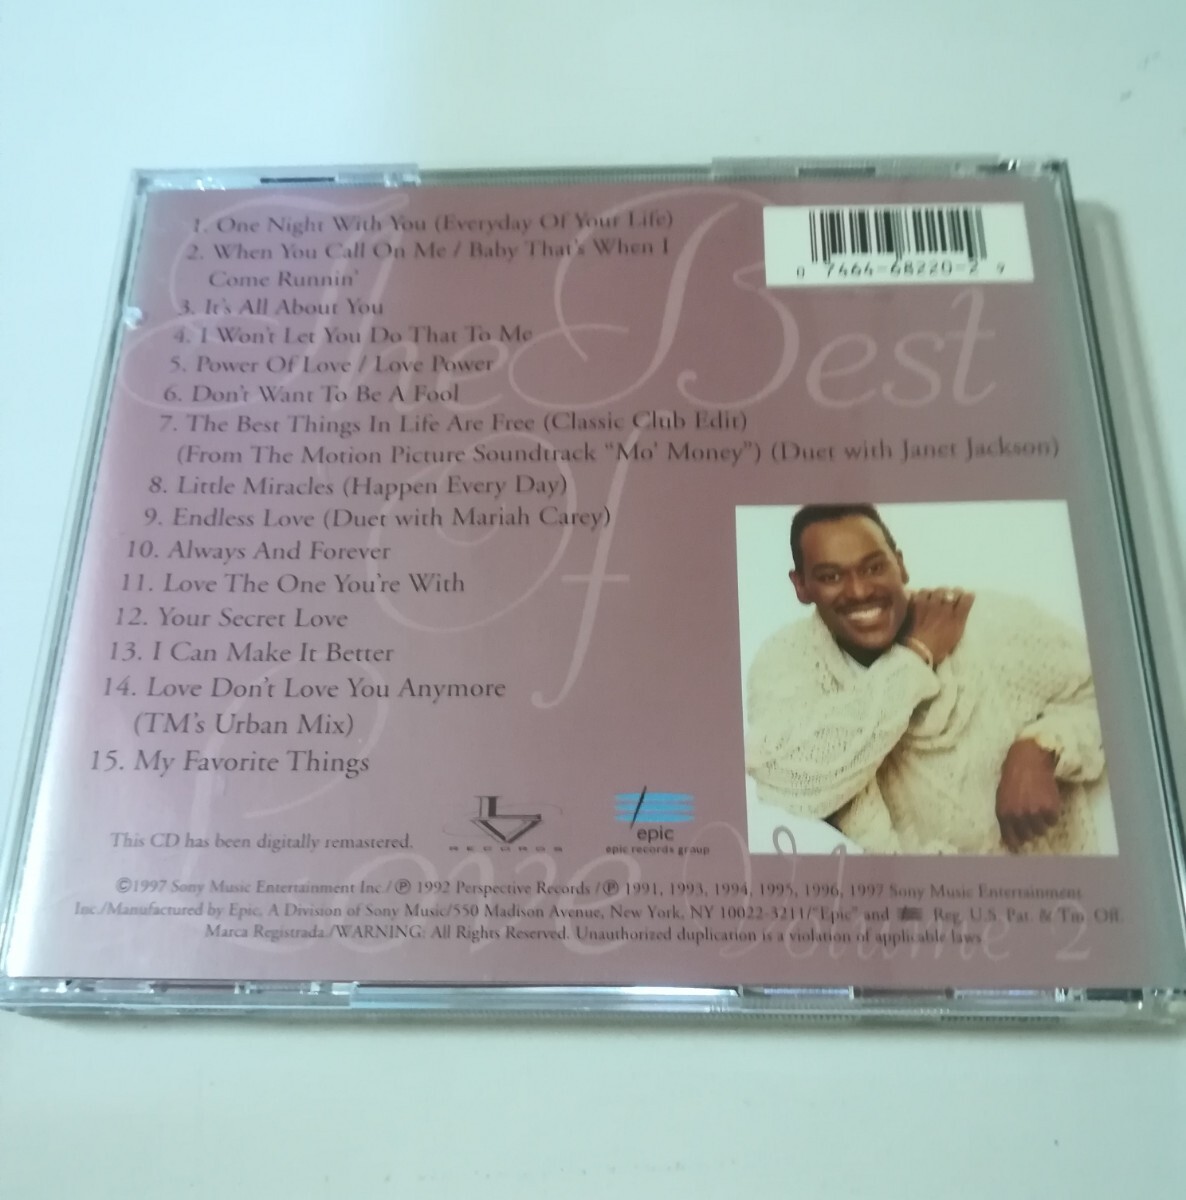 1. One Night With You (Everyday Of Your Life)
2. When You Call On Me / Baby That's When I
Come Runnin'
3. It's All About You
4. I Won't Let You Do That To Me
5. Power Of Love / Love Power
6. Don't Want To Be A Fool
7. The Best Things In Life Are Free (Classic Club Edit)
(From The Motion Picture Soundtrack "Mo' Money") (Duet with Janet Jackson)
8. Little Miracles (Happen Every Day)
9. Endless Love (Duet with Mariah Carey)
10. Always And Forever
11. Love The One You're With
12. Your Secret Love
13. I Can Make It Better
14. Love Don't Love You Anymore
(TM's Urban Mix)
15. My Favorite Things
0 7464-68220-2 9
The Best
Of
Love Volume 2
This CD has been digitally remastered.
LV
RECORDS
epic
epic records group
©1997 Sony Music Entertainment Inc./℗ 1992 Perspective Records /℗ 1991, 1993, 1994, 1995, 1996, 1997 Sony Music Entertainment
Inc./Manufactured by Epic, A Division of Sony Music/550 Madison Avenue, New York, NY 10022-3211/"Epic" and Reg. U.S. Pat. & Tm. Off.
Marca Registrada./WARNING: All Rights Reserved. Unauthorized duplication is a violation of applicable laws.